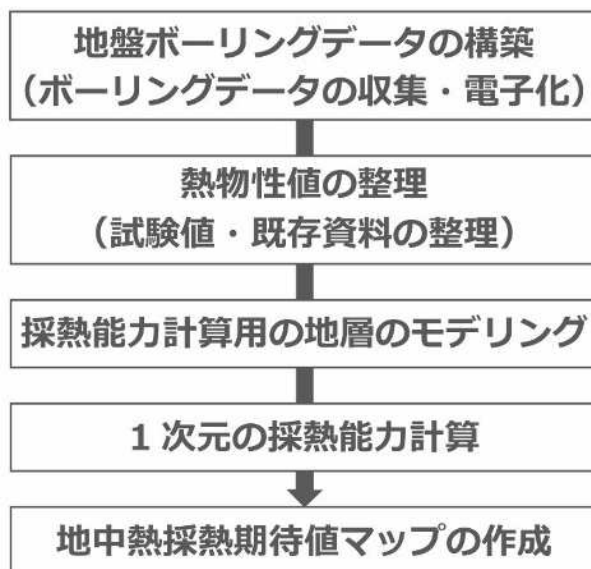 地盤ボーリングデータの構築
（ボーリングデータの収集・電子化）
熱物性値の整理
（試験値・既存資料の整理）
採熱能力計算用の地層のモデリング
1 次元の採熱能力計算
地中熱採熱期待値マップの作成